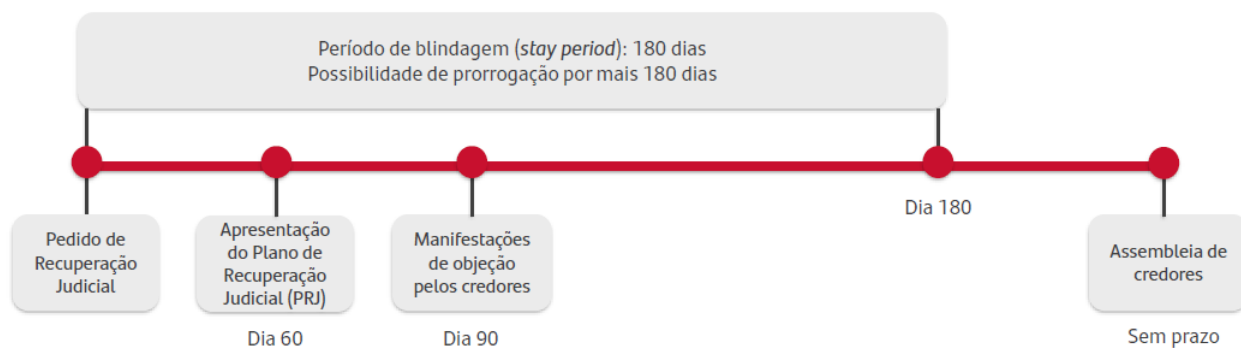 Período de blindagem (stay period): 180 dias
Possibilidade de prorrogação por mais 180 dias
Dia 180
Pedido de
Recuperação
Judicial
Apresentação
do Plano de
Recuperação
Judicial (PRJ)
Dia 60
Manifestações
de objeção
pelos credores
Dia 90
Assembleia de
credores
Sem prazo